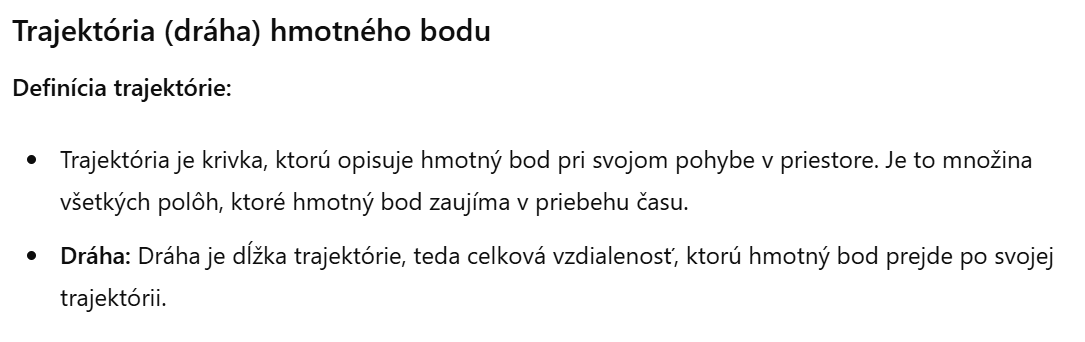 Trajektória (dráha) hmotného bodu
Definícia trajektórie:
• Trajektória je krivka, ktorú opisuje hmotný bod pri svojom pohybe v priestore. Je to množina
všetkých polôh, ktoré hmotný bod zaujíma v priebehu času.
• Dráha: Dráha je dĺžka trajektórie, teda celková vzdialenosť, ktorú hmotný bod prejde po svojej
trajektórii.